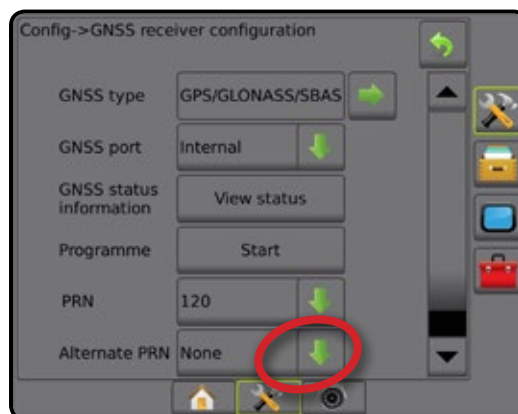 Config->GNSS receiver configuration
GNSS type GPS/GLONASS/SBAS
GNSS port Internal
GNSS status
information View status
Programme Start
PRN 120
Alternate PRN None